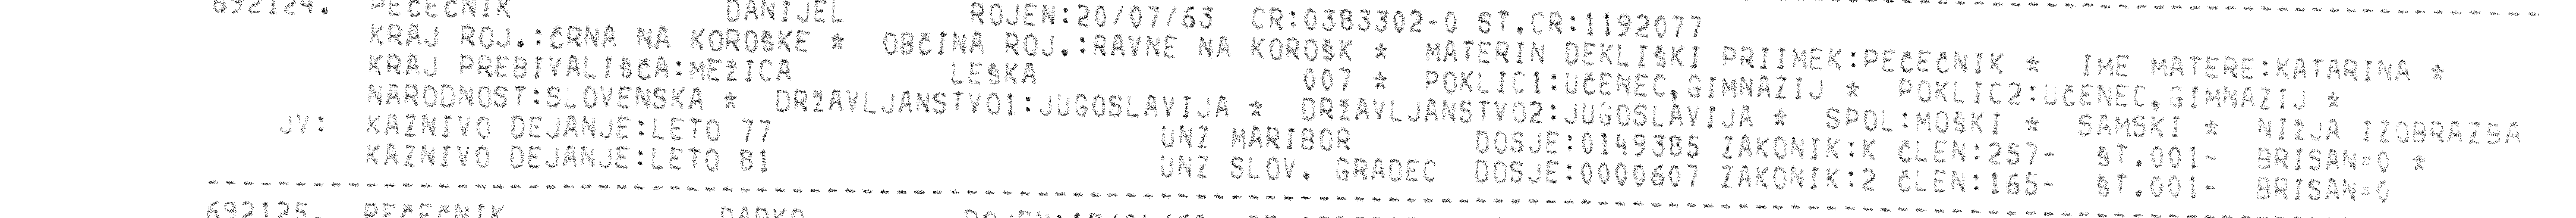 692124. PEČEČNIK DANIJEL ROJEN:20/07/63 CR:0383302-0 ST.CR:1192077
KRAJ ROJ.:ČRNA NA KOROŠKE * OBČINA ROJ.:RAVNE NA KOROŠK * MATERIN DEKLIŠKI PRIIMEK:PEČEČNIK * IME MATERE:KATARINA *
KRAJ PREBIVALIŠČA:MEŽICA LEŠKA 007 * POKLIC1:UČENEC,GIMNAZIJ * POKLIC2:UČENEC,GIMNAZIJ *
NARODNOST:SLOVENSKA * DRŽAVLJANSTVO1:JUGOSLAVIJA * DRŽAVLJANSTVO2:JUGOSLAVIJA * SPOL:MOŠKI * SAMSKI * NIŽJA IZOBRAZBA
JV: KAZNIVO DEJANJE:LETO 77 UNZ MARIBOR DOSJE:0149385 ZAKONIK:K ČLEN:257- ŠT.001- BRISAN=0 *
KAZNIVO DEJANJE:LETO 81 UNZ SLOV. GRADEC DOSJE:0000607 ZAKONIK:2 ČLEN:165- ŠT.001- BRISAN=0
692125. PEČEČNIK DARKO